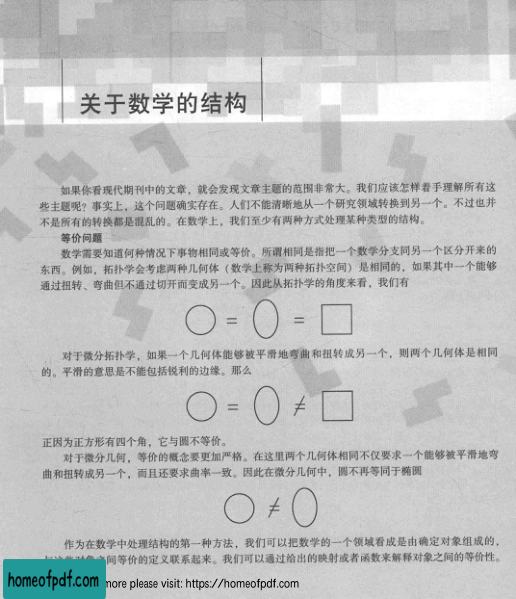 关于数学的结构
如果你看现代期刊中的文章，就会发现文章主题的范围非常大。我们应该怎样着手理解所有这
些主题呢？事实上，这个问题确实存在。人们不能清晰地从一个研究领域转换到另一个。不过也并
不是所有的转换都是混乱的。在数学上，我们至少有两种方式处理某种类型的结构。
等价问题
数学需要知道何种情况下事物相同或等价。所谓相同是指把一个数学分支同另一个区分开来的
东西。例如，拓扑学会考虑两种几何体（数学上称为两种拓扑空间）是相同的，如果其中一个能够
通过扭转、弯曲但不通过切开而变成另一个。因此从拓扑学的角度来看，我们有
= =
对于微分拓扑学，如果一个几何体能够被平滑地弯曲和扭转成另一个，则两个几何体是相同
的。平滑的意思是不能包括锐利的边缘。那么
= ≠
正因为正方形有四个角，它与圆不等价。
对于微分几何，等价的概念要更加严格。在这里两个几何体相同不仅要求一个能够被平滑地弯
曲和扭转成另一个，而且还要求曲率一致。因此在微分几何中，圆不再等同于椭圆
≠
作为在数学中处理结构的第一种方法，我们可以把数学的一个领域看成是由确定对象组成的，
间等价的定义联系起来。我们可以通过给出的映射或者函数来解释对象之间的等价性。
homeofpdf.com more please visit: https://homeofpdf.com